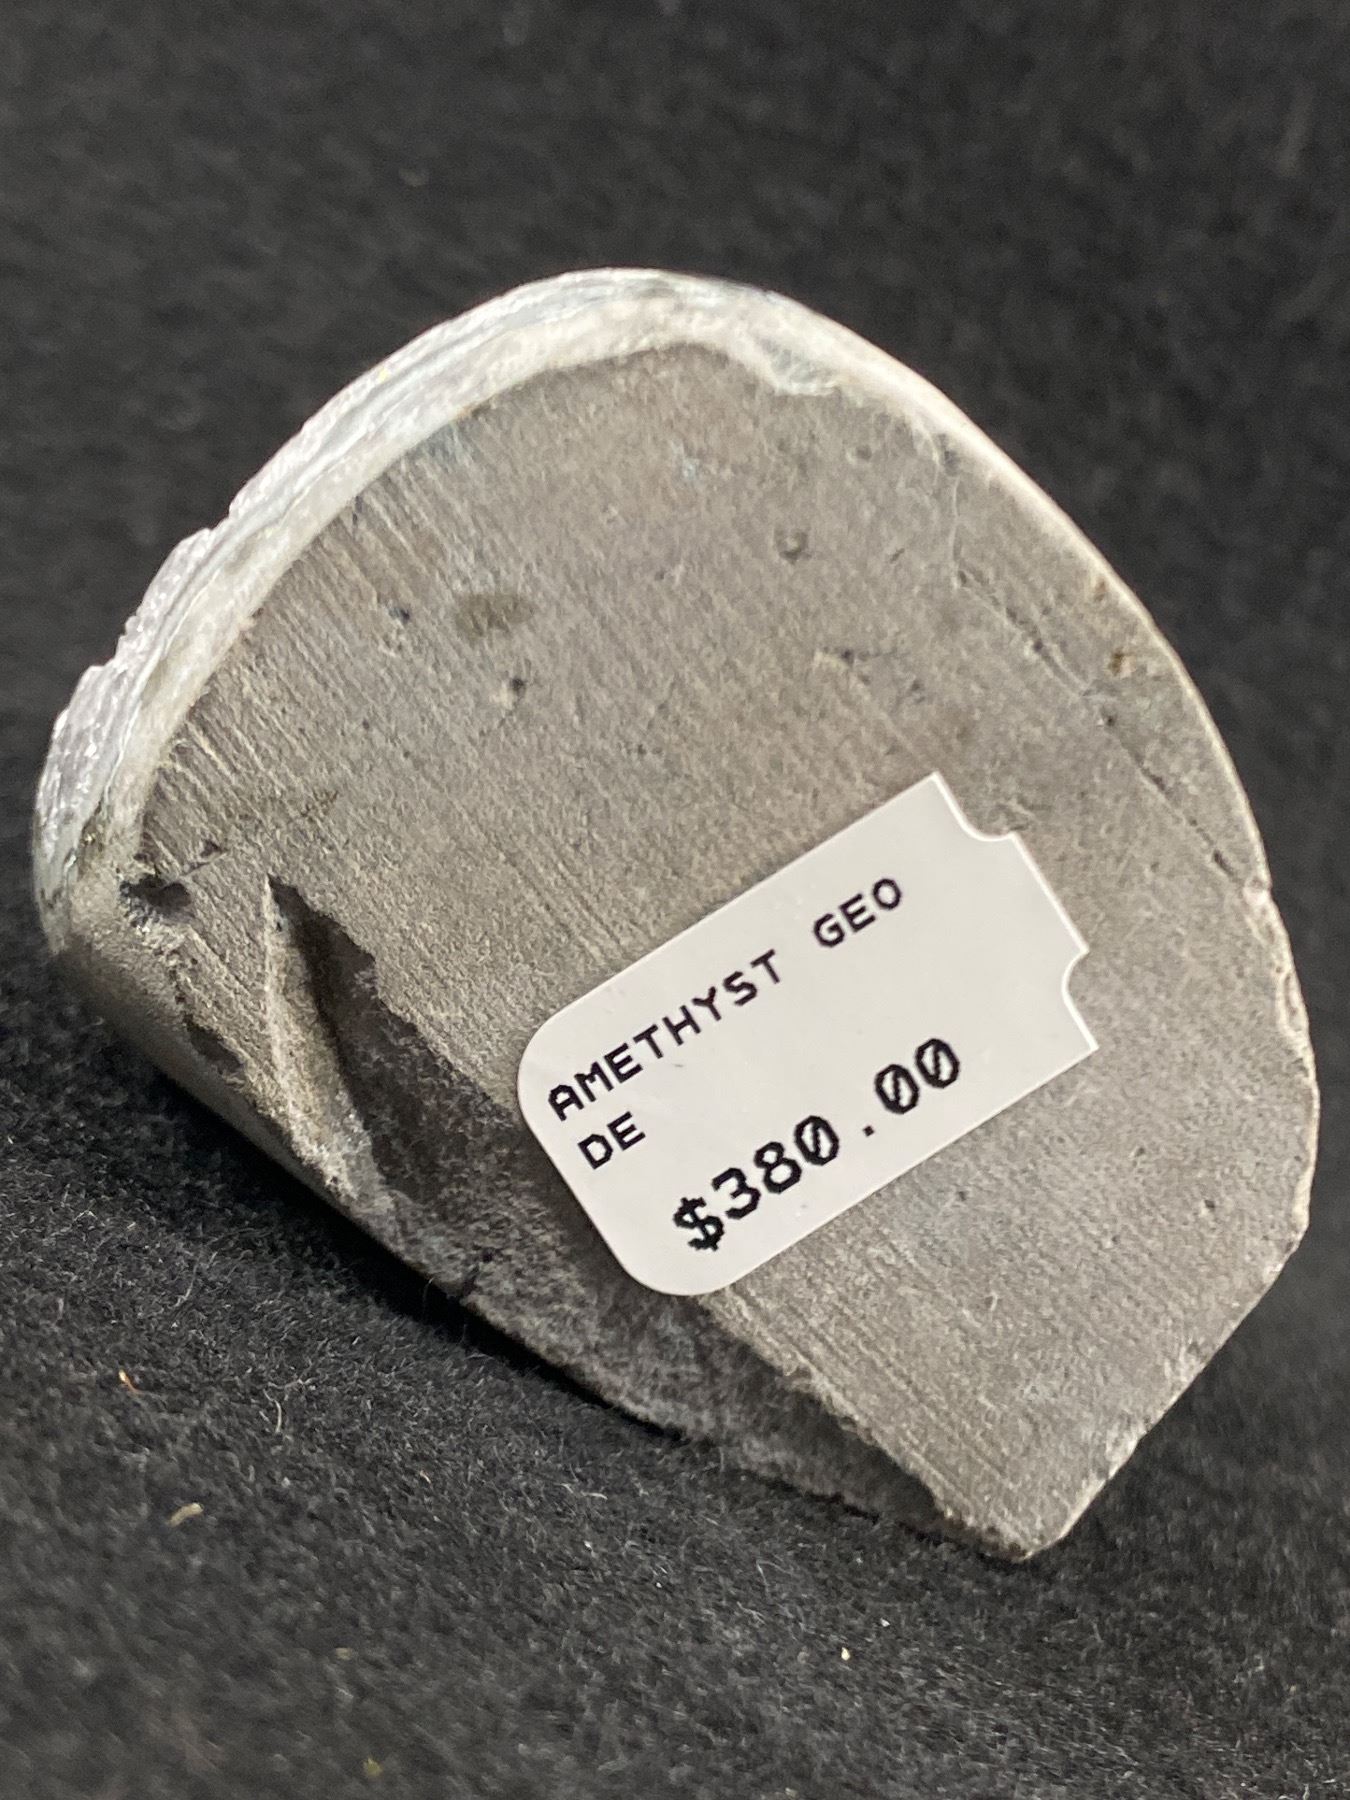 AMETHYST GEO
DE
$380.00